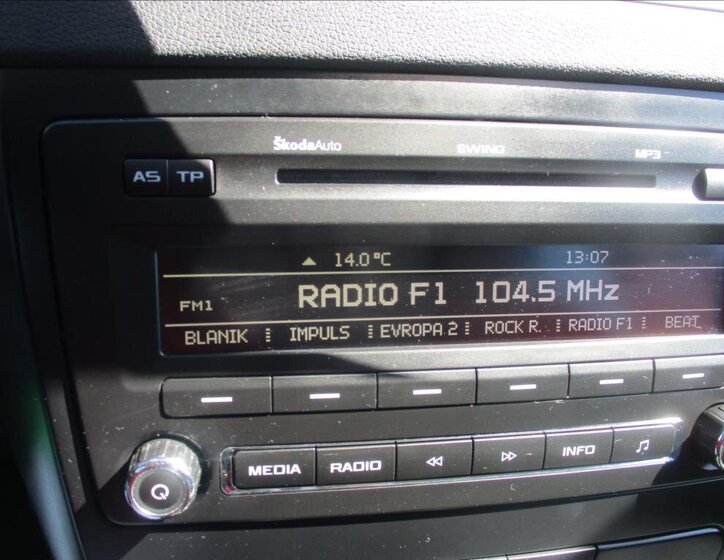 ŠkodaAuto SWING MP3
AS TP
14.0°C 13:07
FM1 RADIO F1 104.5 MHz
BLANIK IMPULS EVROPA 2 ROCK R. RADIO F1 BEAT
MEDIA RADIO INFO